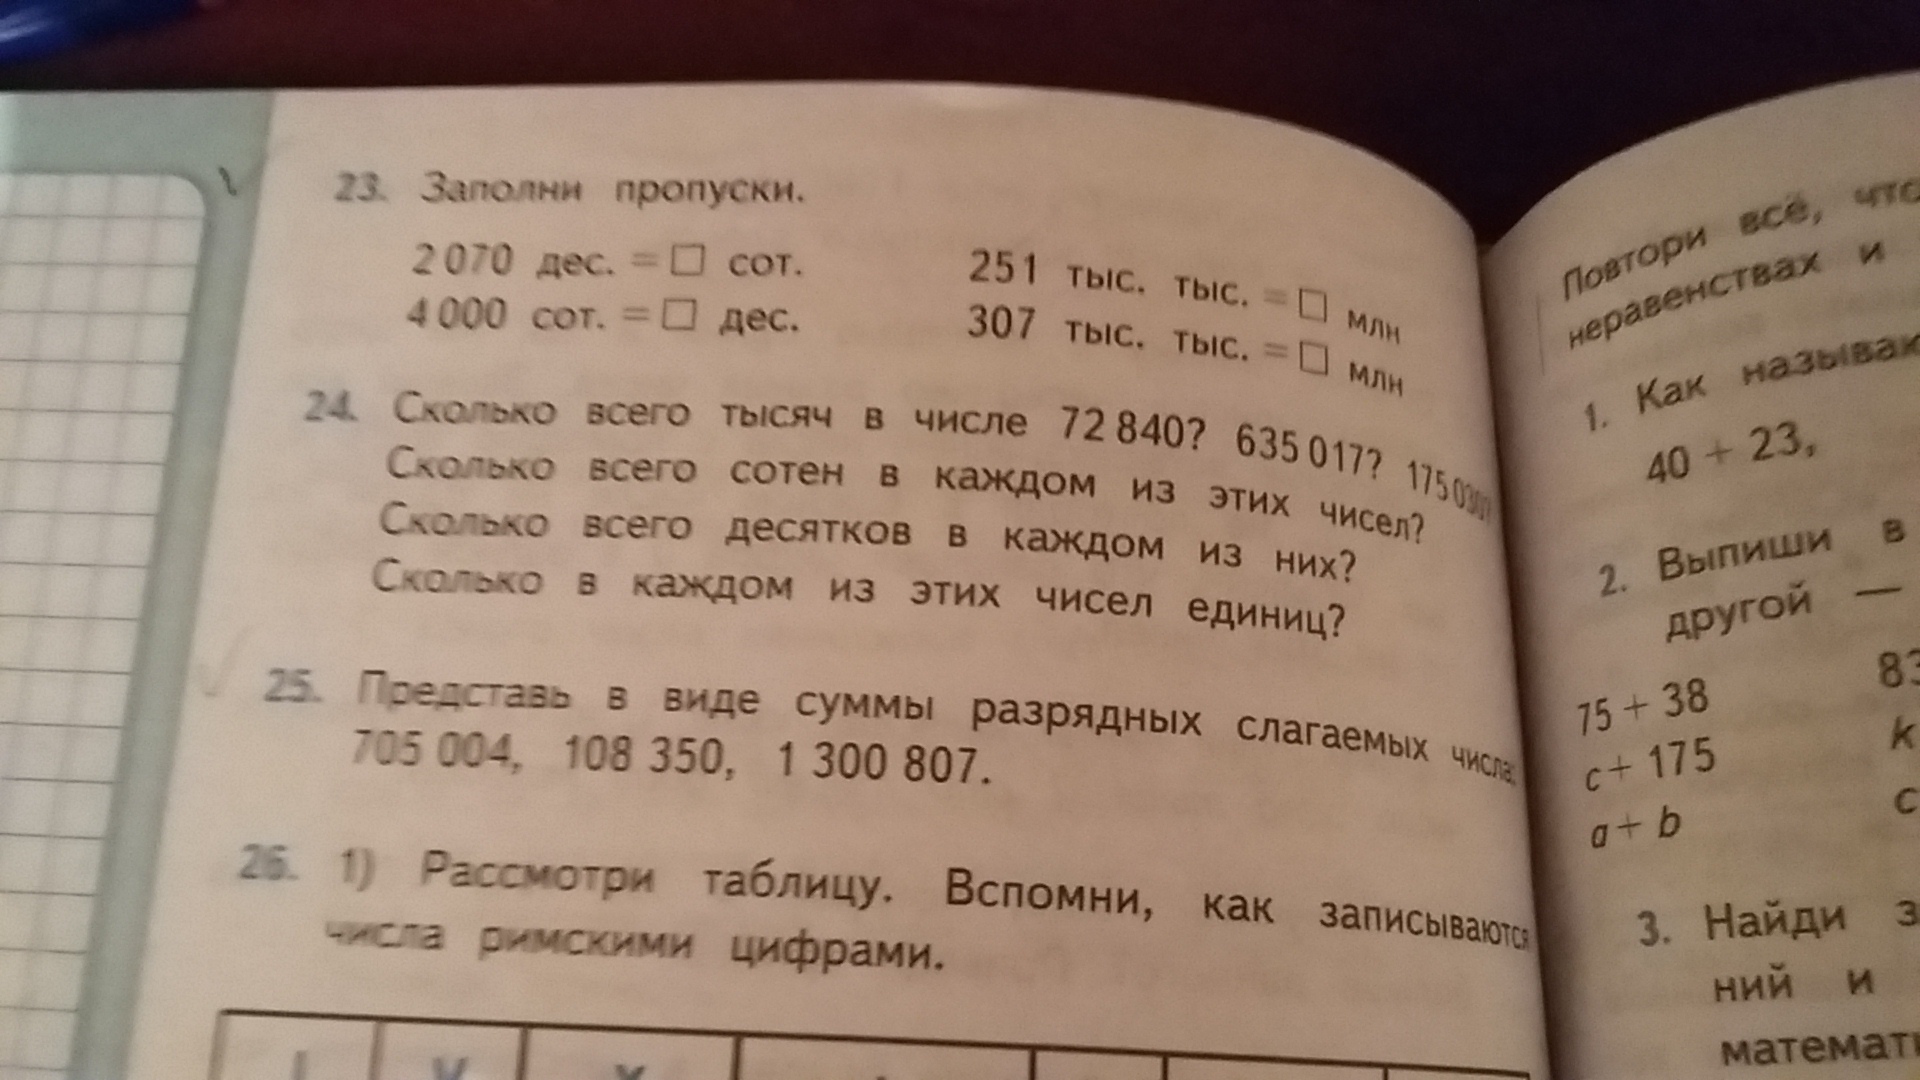 23. Заполни пропуски.
2 070 дес. = □ сот.
4 000 сот. = □ дес.
251 тыс. тыс. = □ млн
307 тыс. тыс. = □ млн
24. Сколько всего тысяч в числе 72 840? 635 017? 175 030?
Сколько всего сотен в каждом из этих чисел?
Сколько всего десятков в каждом из них?
Сколько в каждом из этих чисел единиц?
25. Представь в виде суммы разрядных слагаемых числа:
705 004, 108 350, 1 300 807.
26. 1) Рассмотри таблицу. Вспомни, как записываются
числа римскими цифрами.
I V X
Повтори всё, что
неравенствах и
1. Как называю
40 + 23,
2. Выпиши в
другой —
75 + 38 83
c + 175 k
a + b c
3. Найди з
ний и
математи